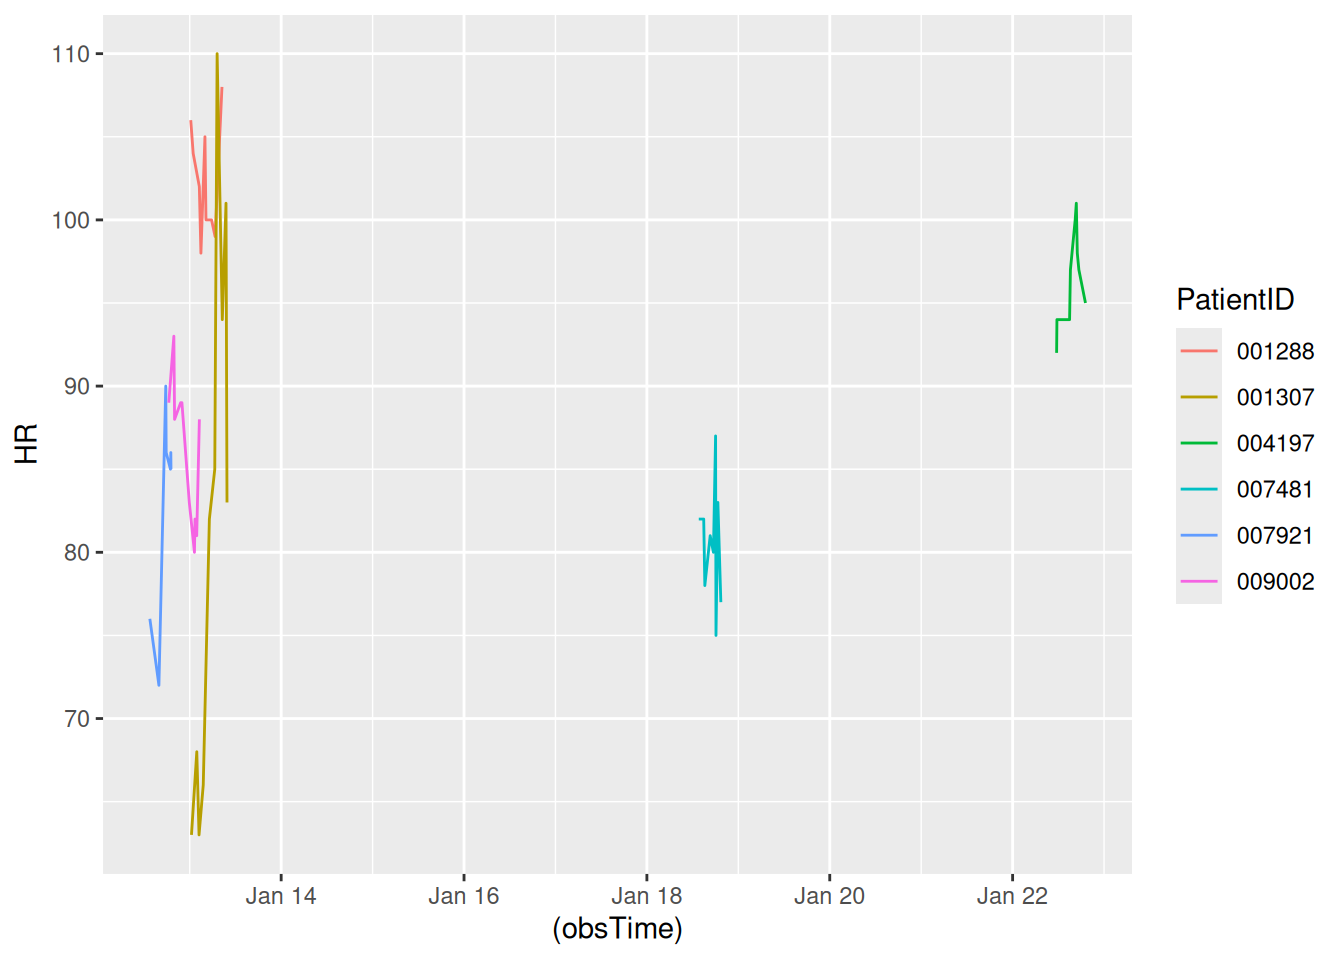 110
100
90
80
70
HR
Jan 14
Jan 16
Jan 18
Jan 20
Jan 22
(obsTime)
PatientID
001288
001307
004197
007481
007921
009002